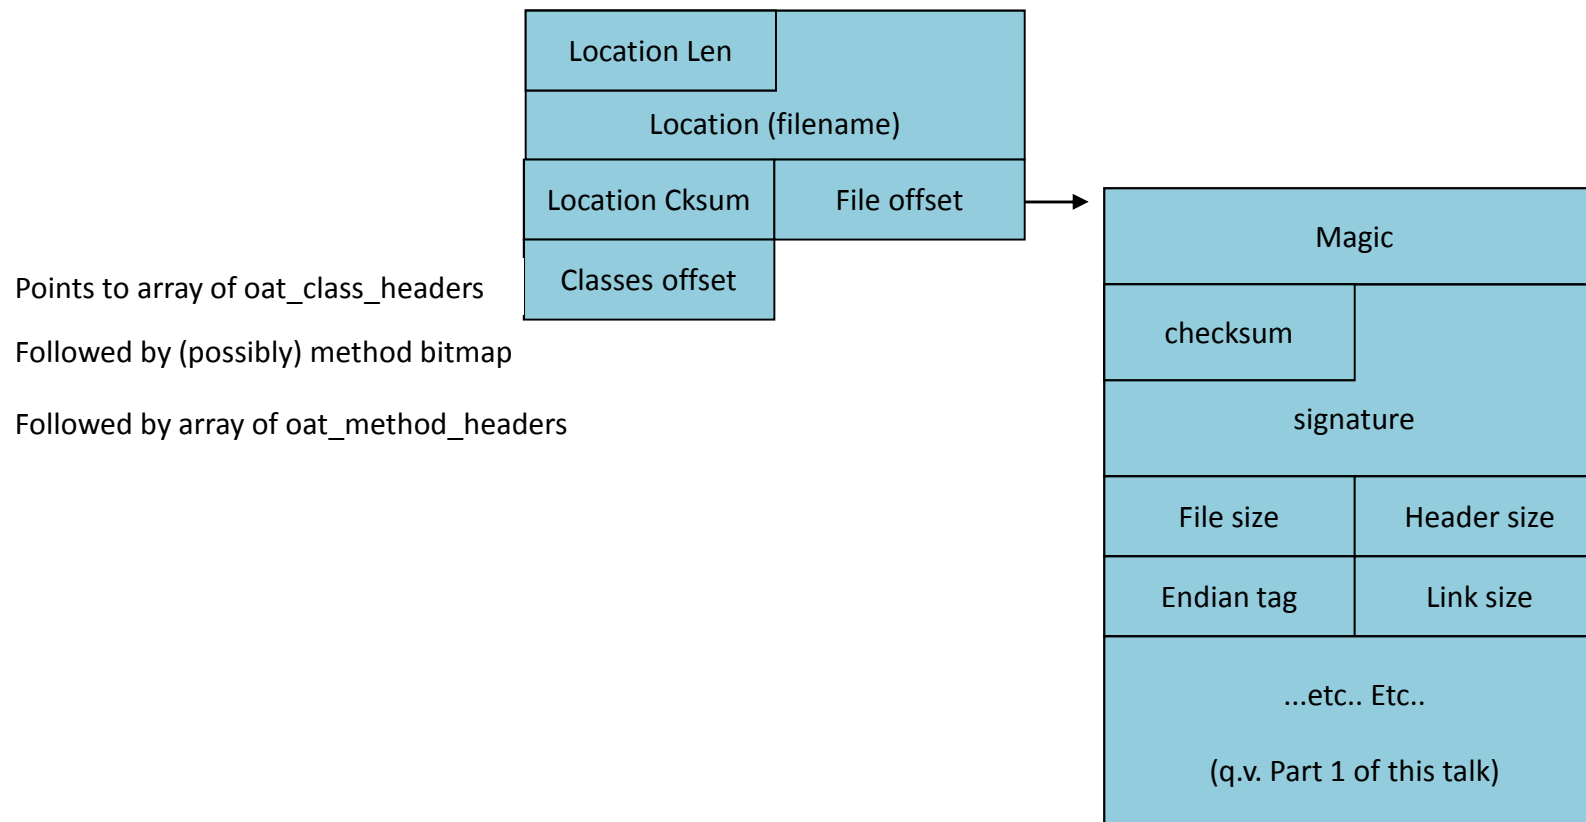 Location Len
Location (filename)
Location Cksum
File offset
Classes offset
Points to array of oat_class_headers
Followed by (possibly) method bitmap
Followed by array of oat_method_headers
Magic
checksum
signature
File size
Header size
Endian tag
Link size
...etc.. Etc..
(q.v. Part 1 of this talk)